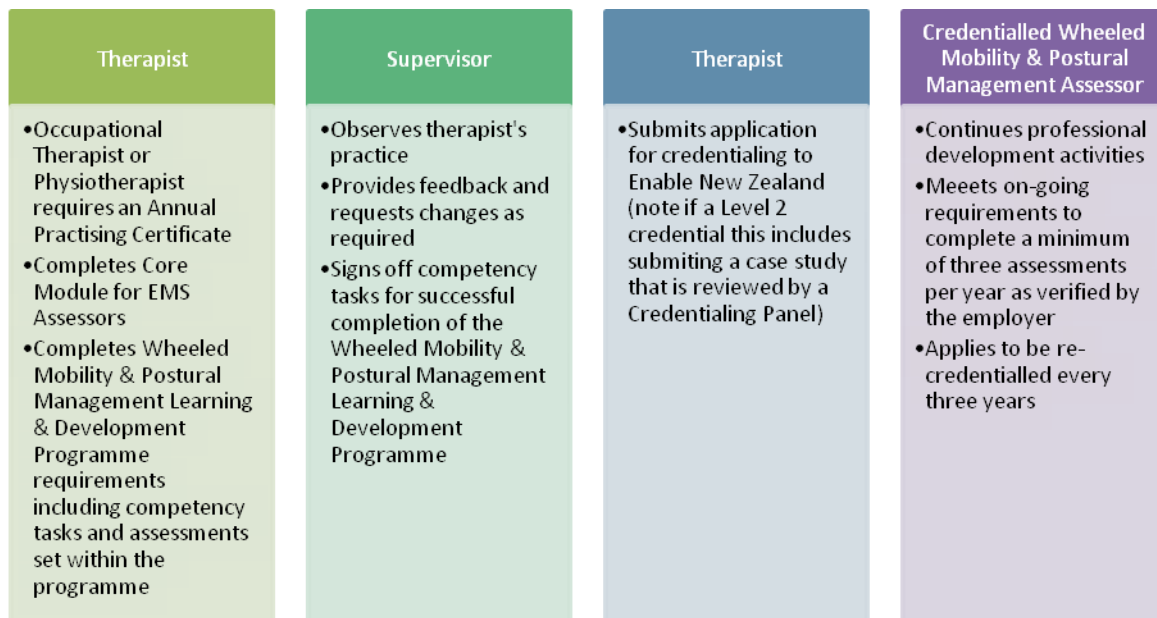 Therapist
•Occupational
Therapist or
Physiotherapist
requires an Annual
Practising Certificate
•Completes Core
Module for EMS
Assessors
•Completes Wheeled
Mobility & Postural
Management Learning
& Development
Programme
requirements
including competency
tasks and assessments
set within the
programme
Supervisor
•Observes therapist's
practice
•Provides feedback and
requests changes as
required
•Signs off competency
tasks for successful
completion of the
Wheeled Mobility &
Postural Management
Learning &
Development
Programme
Therapist
•Submits application
for credentialing to
Enable New Zealand
(note if a Level 2
credential this includes
submiting a case study
that is reviewed by a
Credentialing Panel)
Credentialled Wheeled
Mobility & Postural
Management Assessor
•Continues professional
development activities
•Meeets on-going
requirements to
complete a minimum
of three assessments
per year as verified by
the employer
•Applies to be re-
credentialled every
three years